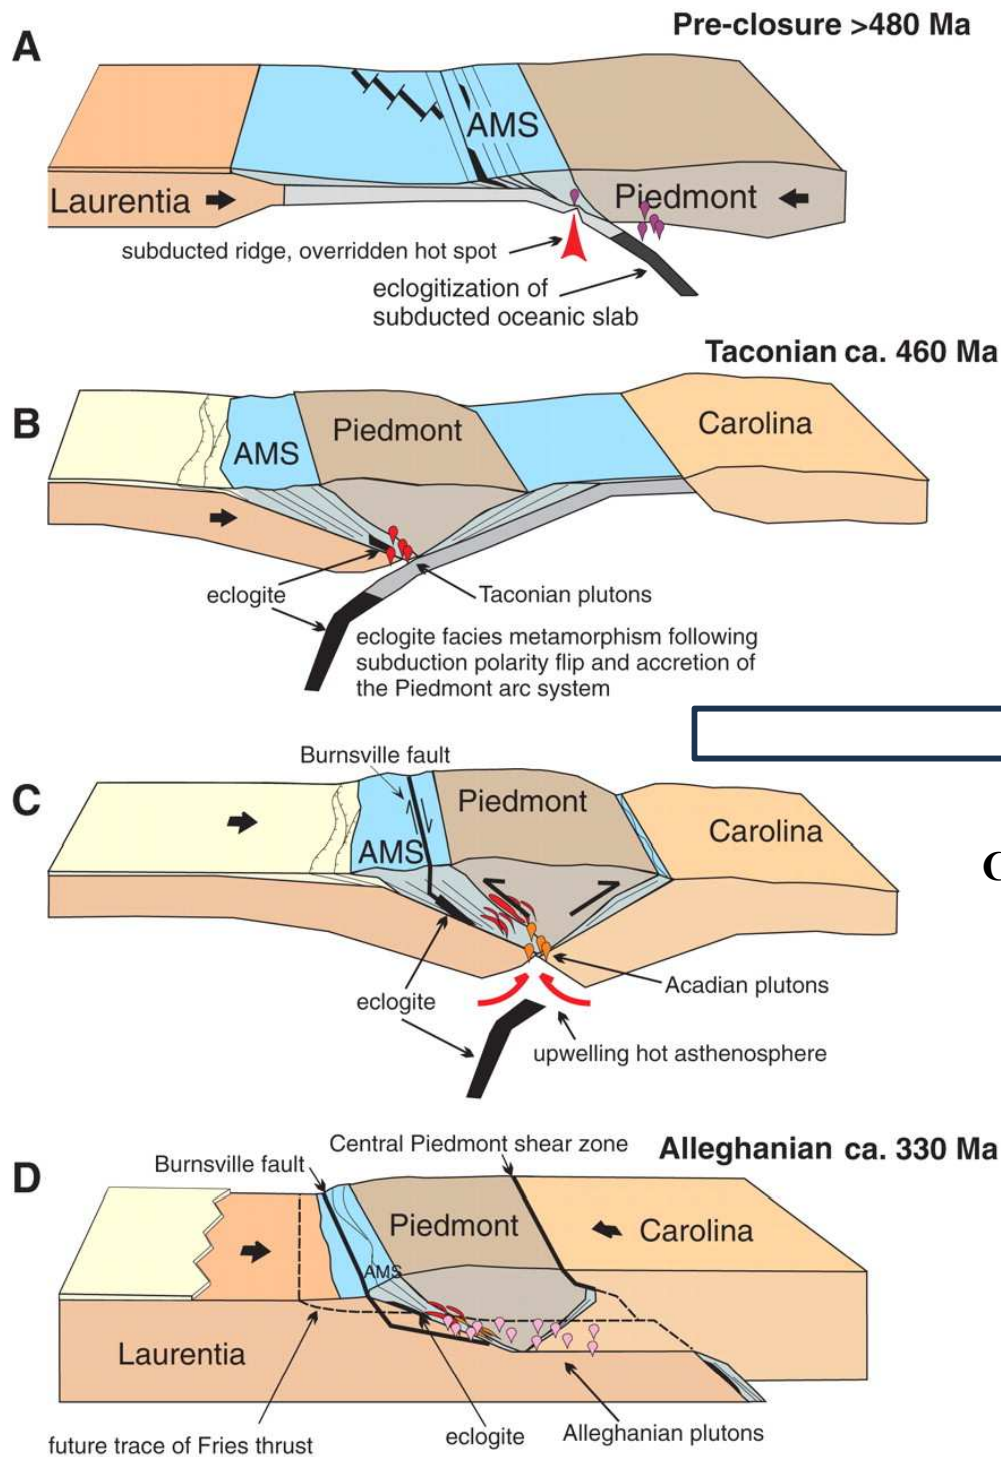 Pre-closure >480 Ma
A
AMS
Laurentia
Piedmont
subducted ridge, overridden hot spot
eclogitization of
subducted oceanic slab
Taconian ca. 460 Ma
B
AMS
Piedmont
Carolina
eclogite
Taconian plutons
eclogite facies metamorphism following
subduction polarity flip and accretion of
the Piedmont arc system
Burnsville fault
C
AMS
Piedmont
Carolina
C
eclogite
Acadian plutons
upwelling hot asthenosphere
Central Piedmont shear zone
Alleghanian ca. 330 Ma
Burnsville fault
D
Piedmont
Carolina
AMS
Laurentia
future trace of Fries thrust
eclogite
Alleghanian plutons